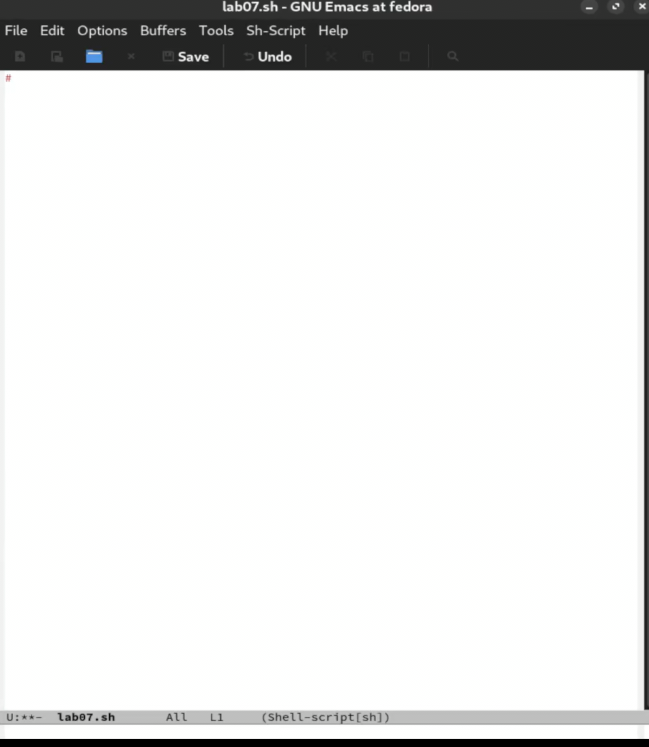 lab07.sh - GNU Emacs at fedora
File Edit Options Buffers Tools Sh-Script Help
Save Undo
#
U:**- lab07.sh All L1 (Shell-script[sh])